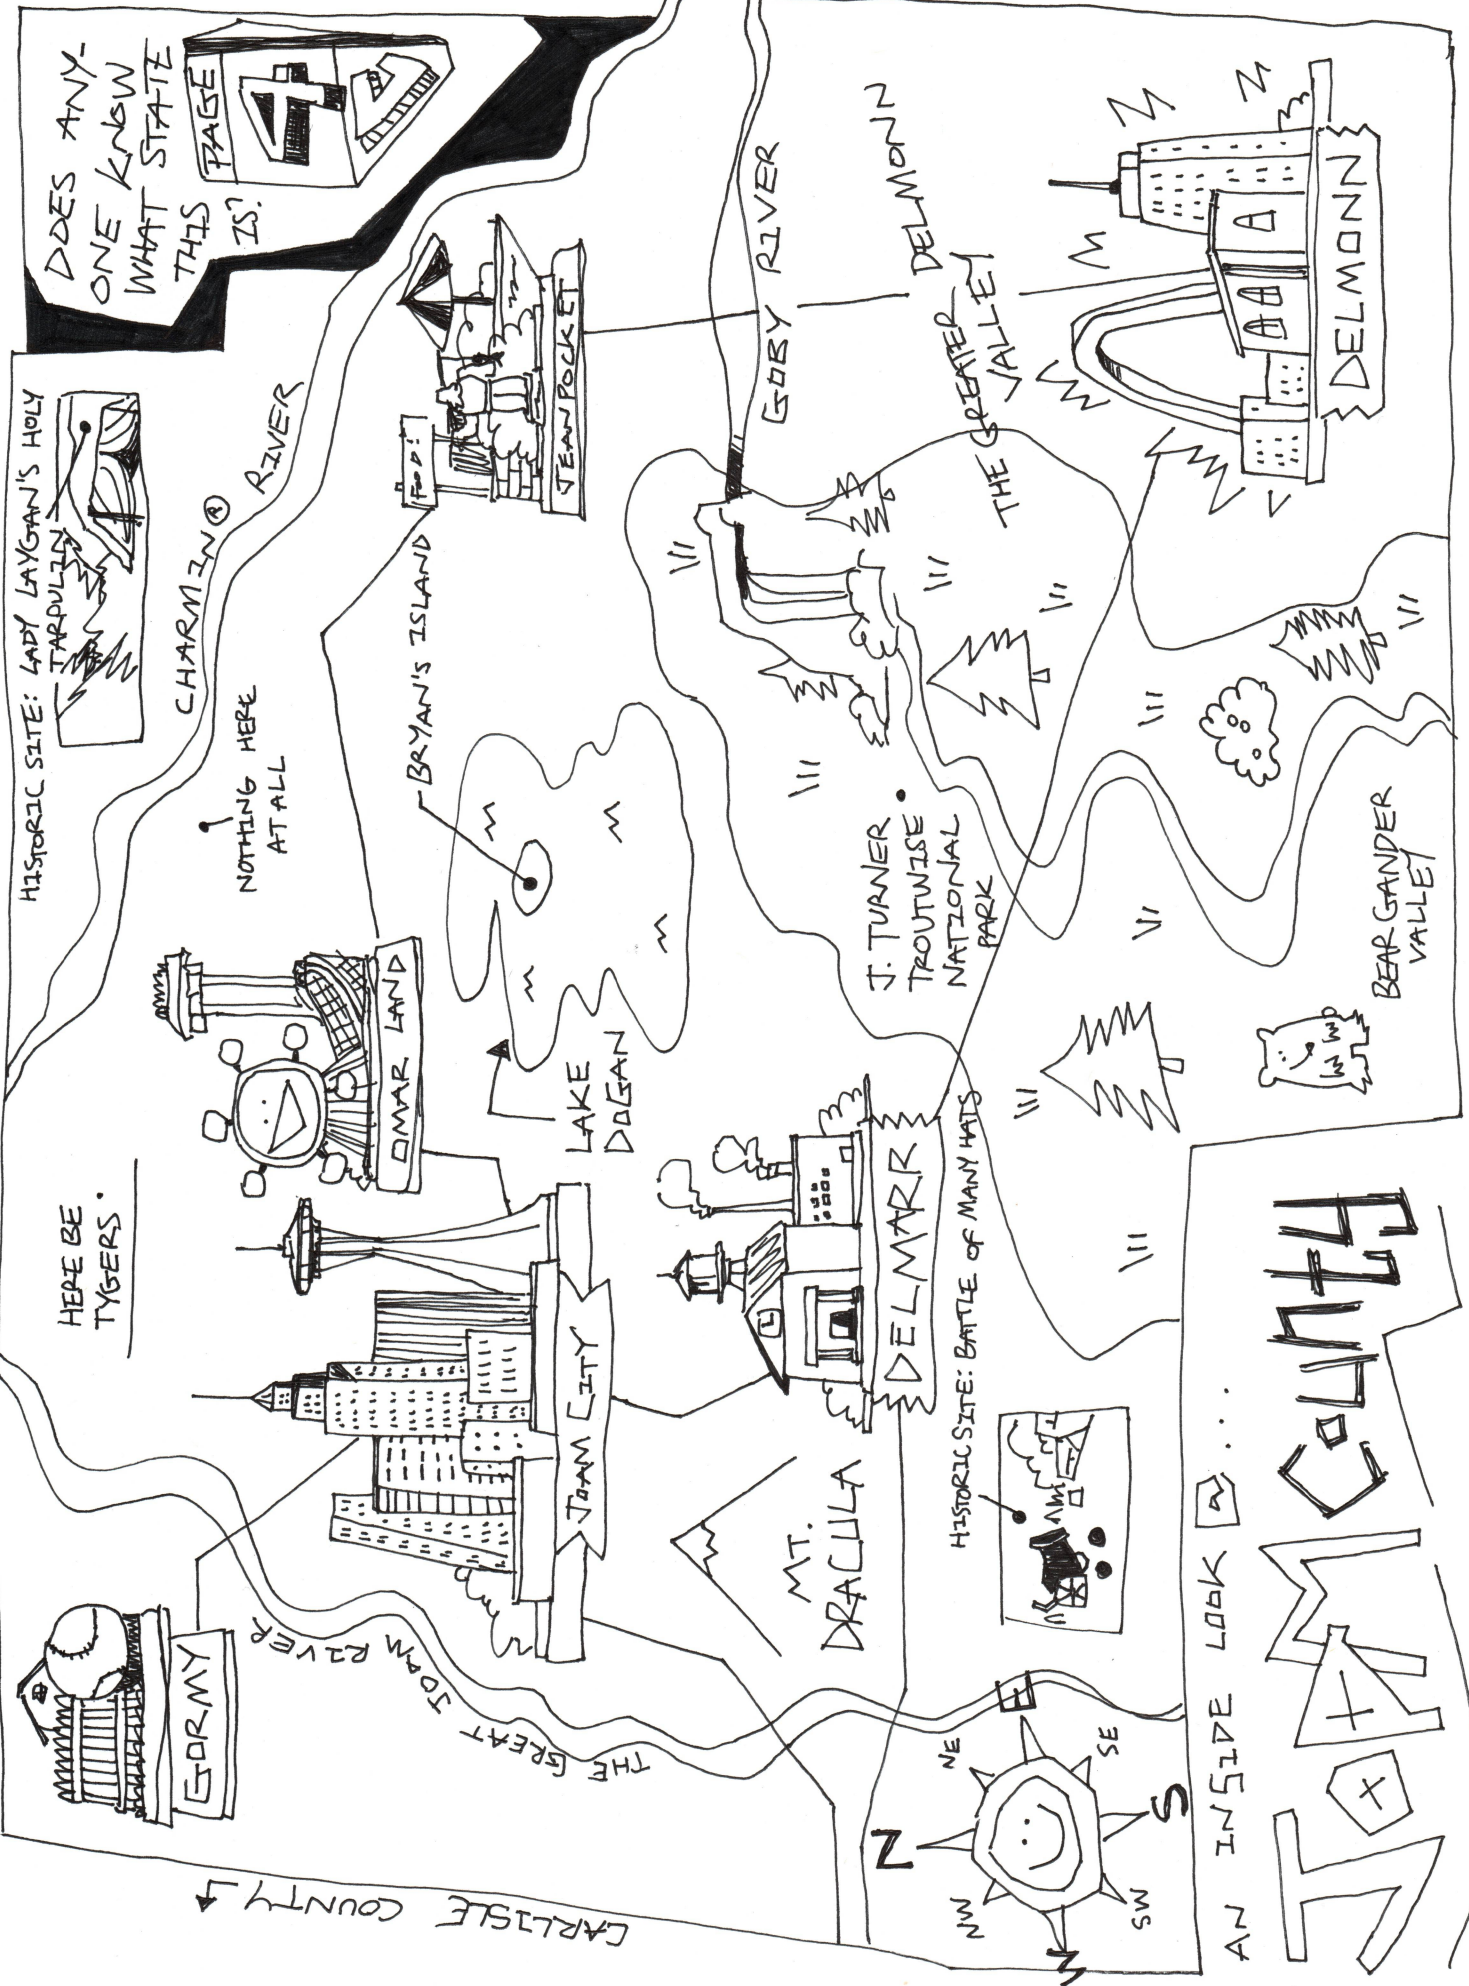 GORMY
HERE BE
TYGERS.
HISTORIC SITE: LADY LAYGAN'S HOLY
TARPULIN
CHARMIN® RIVER
NOTHING HERE
AT ALL
DOES ANY-
ONE KNOW
WHAT STATE
THIS
IS?
PAGE
4
OMAR LAND
FOOD!
JEAN POCKET
BRYAN'S ISLAND
LAKE
DOGAN
JOAM CITY
THE GREAT JOAM RIVER
CARLISLE COUNTY
DELMARR
MT.
DRACULA
GOBY RIVER
J. TURNER
TROUTWISE
NATIONAL
PARK
THE GREATER DELMONN
VALLEY
DELMONN
HISTORIC SITE: BATTLE of MANY HATS
BEAR GANDER
VALLEY
N
NE
E
SE
S
SW
W
NW
AN INSIDE LOOK @...
JOAM County